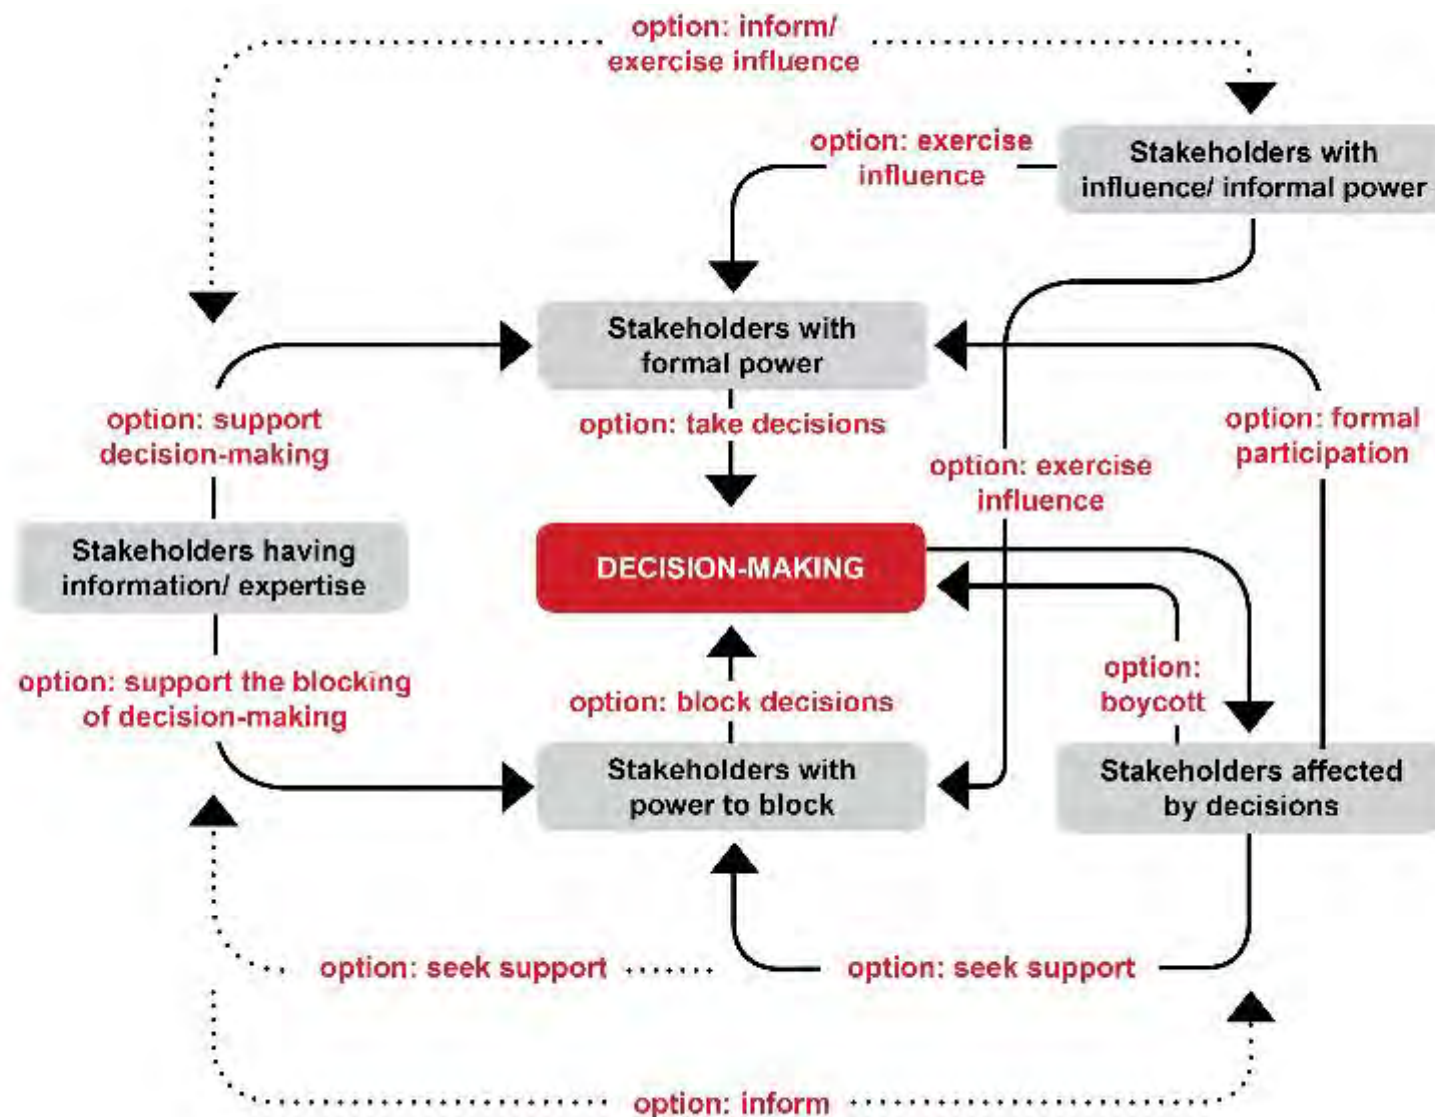 option: inform/
exercise influence
option: exercise
influence
Stakeholders with
influence/ informal power
Stakeholders with
formal power
option: support
decision-making
option: take decisions
option: formal
participation
option: exercise
influence
Stakeholders having
information/ expertise
DECISION-MAKING
option: support the blocking
of decision-making
option: block decisions
option:
boycott
Stakeholders with
power to block
Stakeholders affected
by decisions
option: seek support
option: seek support
option: inform